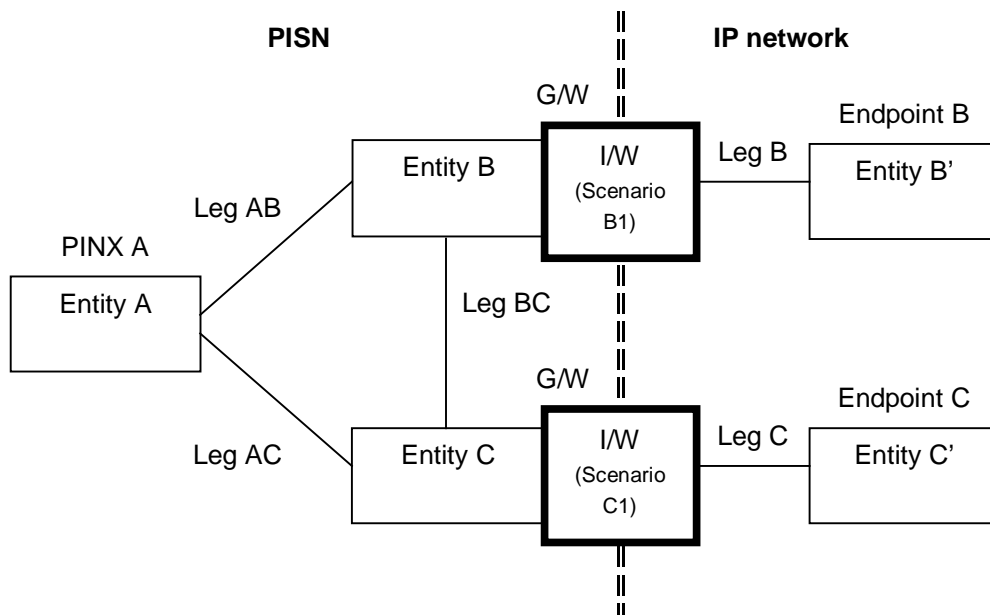 PISN
IP network
G/W
Endpoint B
Entity B
I/W
(Scenario
B1)
Leg B
Entity B’
Leg AB
PINX A
Entity A
Leg BC
G/W
Endpoint C
Leg AC
Entity C
I/W
(Scenario
C1)
Leg C
Entity C’